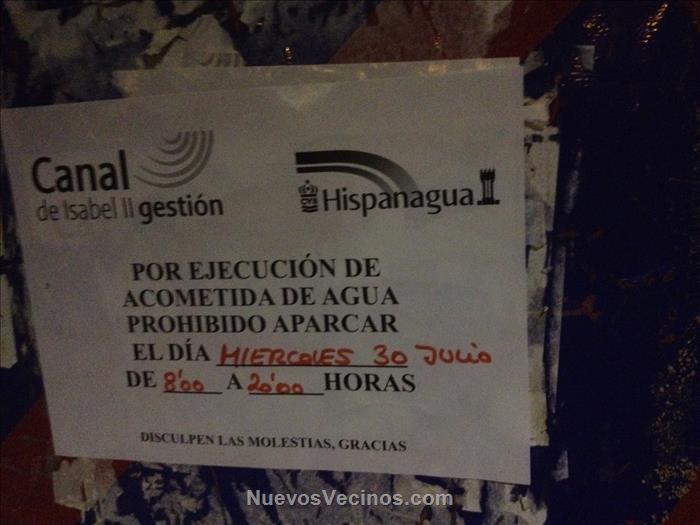 Canal
de Isabel II gestión
Hispanagua
POR EJECUCIÓN DE
ACOMETIDA DE AGUA
PROHIBIDO APARCAR
EL DÍA MIERCOLES 30 JULIO
DE 8'00 A 20'00 HORAS
DISCULPEN LAS MOLESTIAS, GRACIAS
NuevosVecinos.com